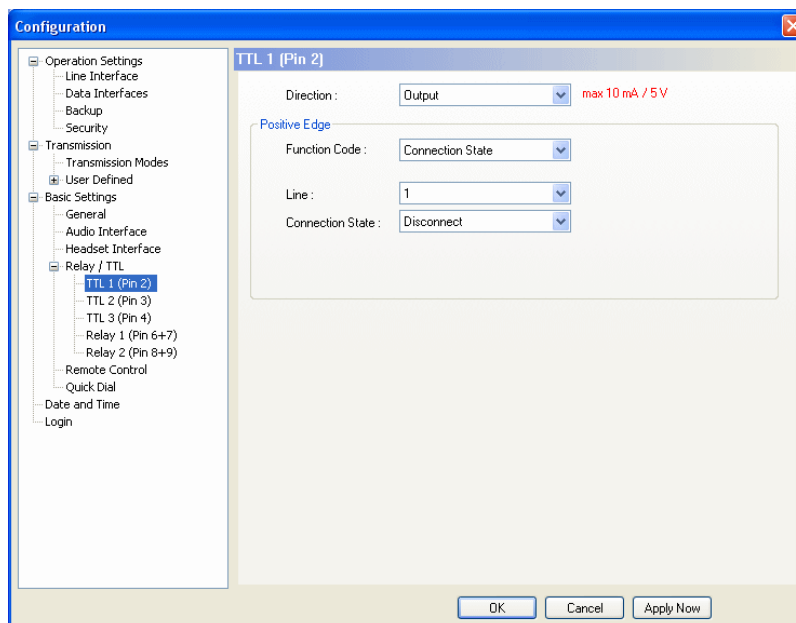 Configuration
Operation Settings
Line Interface
Data Interfaces
Backup
Security
Transmission
Transmission Modes
User Defined
Basic Settings
General
Audio Interface
Headset Interface
Relay / TTL
TTL 1 (Pin 2)
TTL 2 (Pin 3)
TTL 3 (Pin 4)
Relay 1 (Pin 6+7)
Relay 2 (Pin 8+9)
Remote Control
Quick Dial
Date and Time
Login
TTL 1 (Pin 2)
Direction : Output max 10 mA / 5 V
Positive Edge
Function Code : Connection State
Line : 1
Connection State : Disconnect
OK Cancel Apply Now